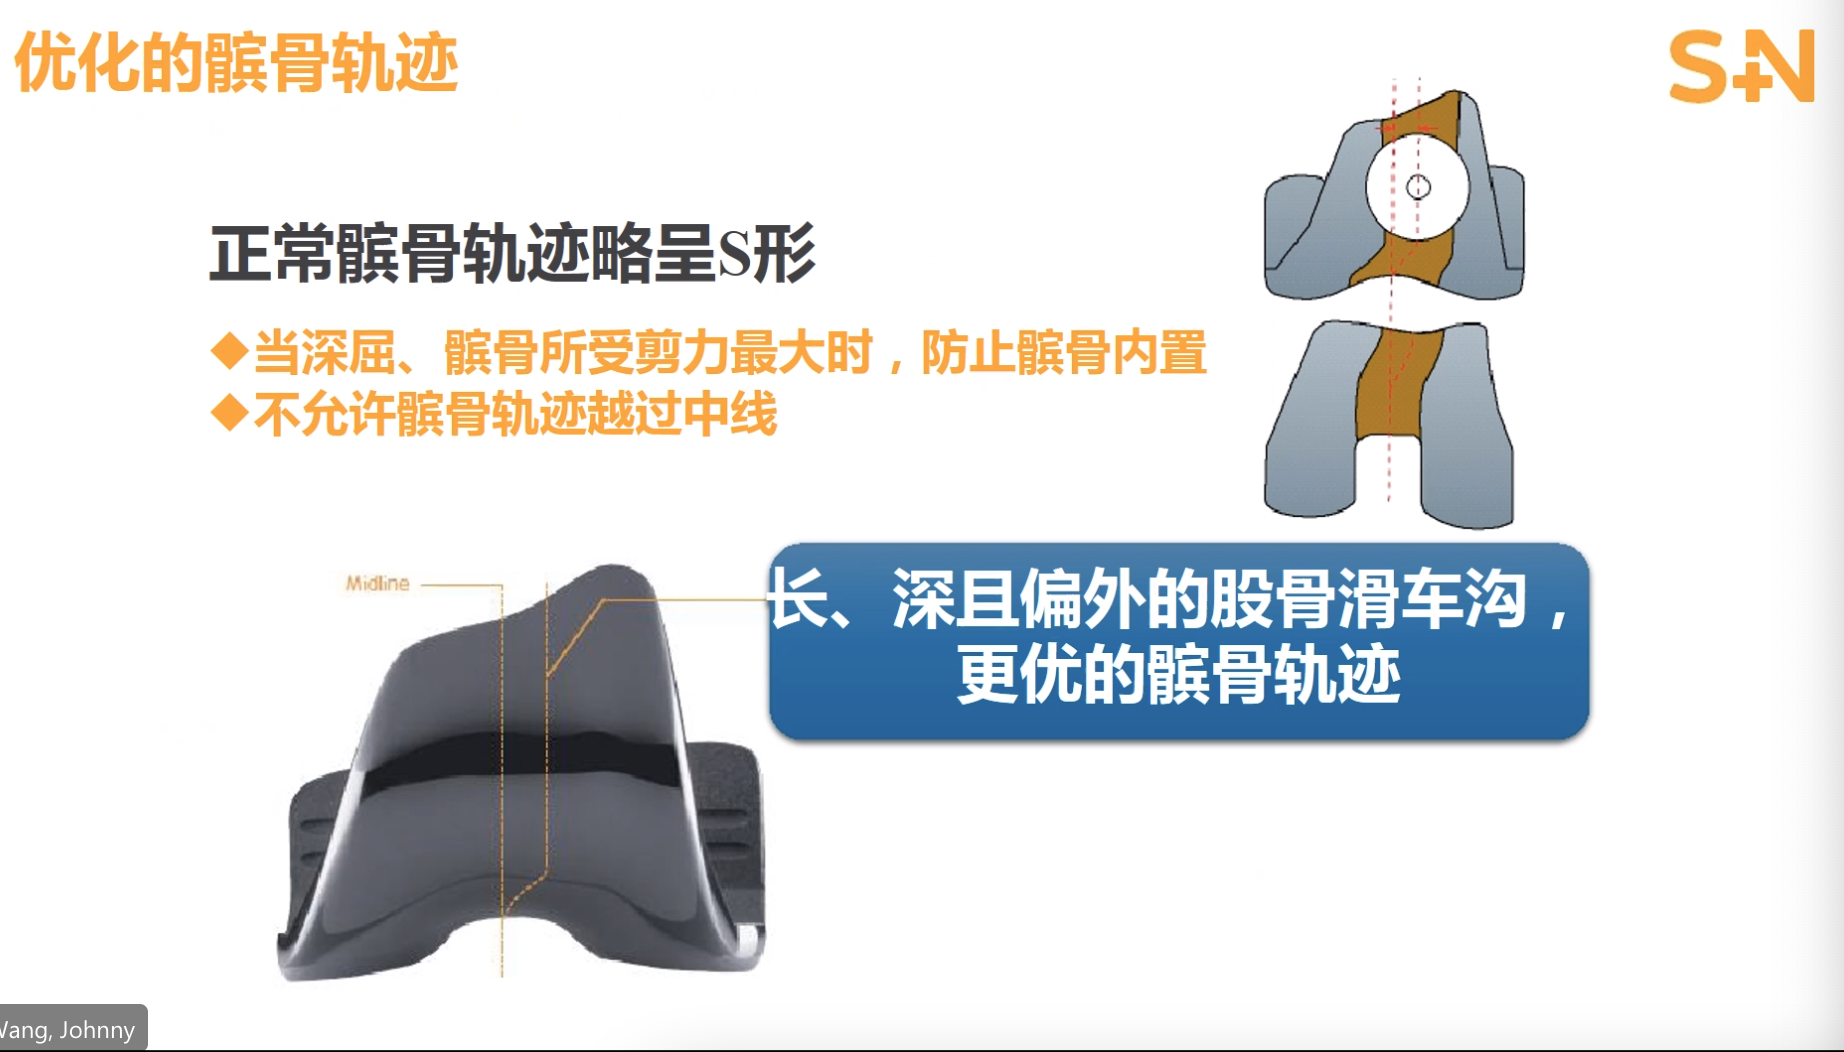 优化的髌骨轨迹
S+N
正常髌骨轨迹略呈S形
◆当深屈、髌骨所受剪力最大时，防止髌骨内置
◆不允许髌骨轨迹越过中线
Midline
长、深且偏外的股骨滑车沟，
更优的髌骨轨迹
Wang, Johnny